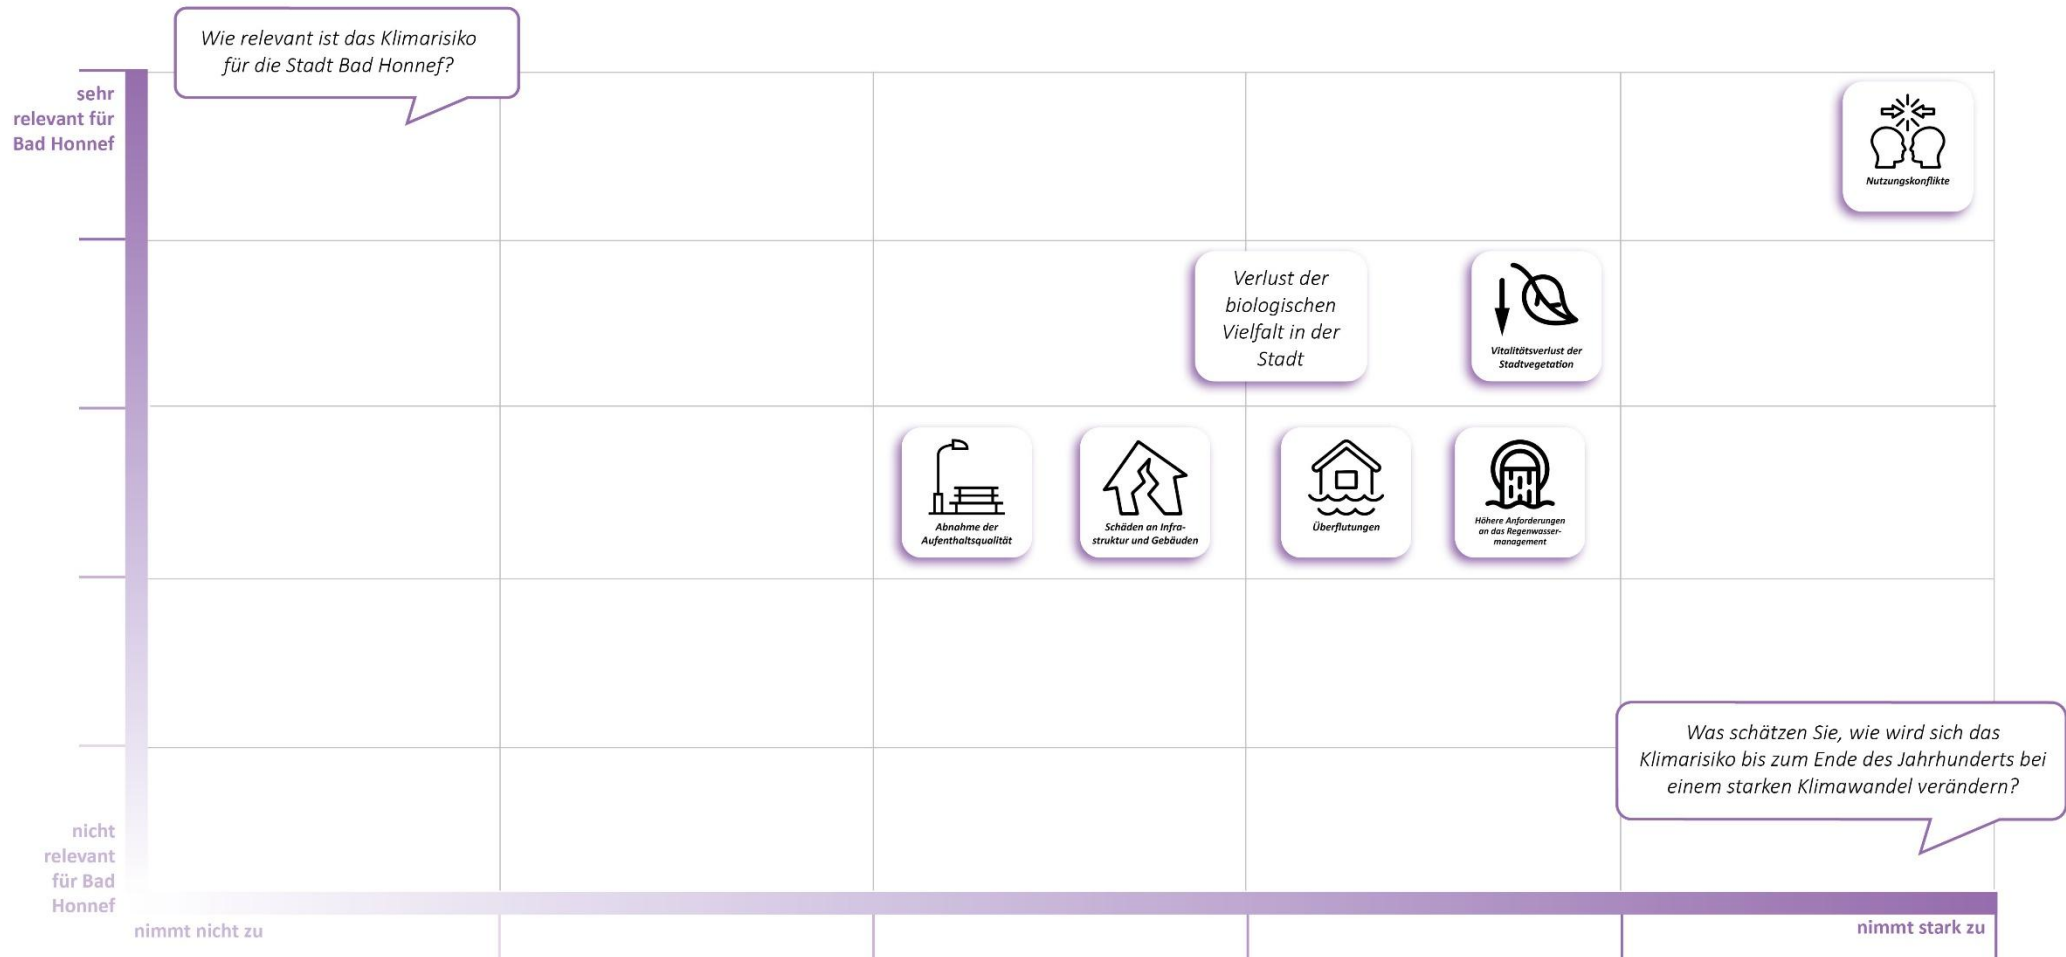 Wie relevant ist das Klimarisiko
für die Stadt Bad Honnef?
sehr
relevant für
Bad Honnef
Nutzungskonflikte
Verlust der
biologischen
Vielfalt in der
Stadt
Vitalitätsverlust der
Stadtvegetation
Abnahme der
Aufenthaltsqualität
Schäden an Infra-
struktur und Gebäuden
Überflutungen
Höhere Anforderungen
an das Regenwasser-
management
Was schätzen Sie, wie wird sich das
Klimarisiko bis zum Ende des Jahrhunderts bei
einem starken Klimawandel verändern?
nicht
relevant
für Bad
Honnef
nimmt nicht zu
nimmt stark zu